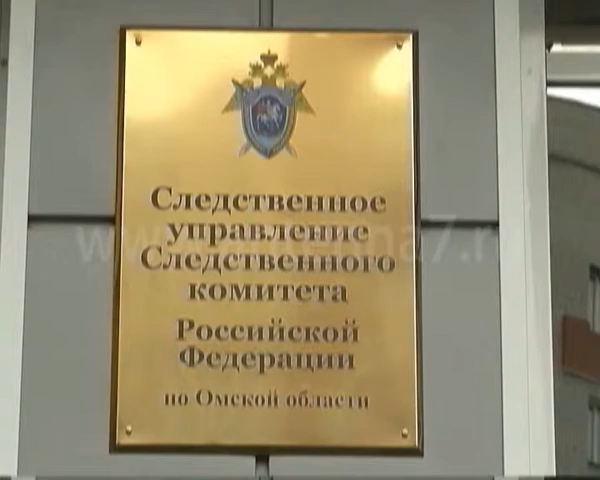 Следственное
управление
Следственного
комитета
Российской
Федерации
по Омской области